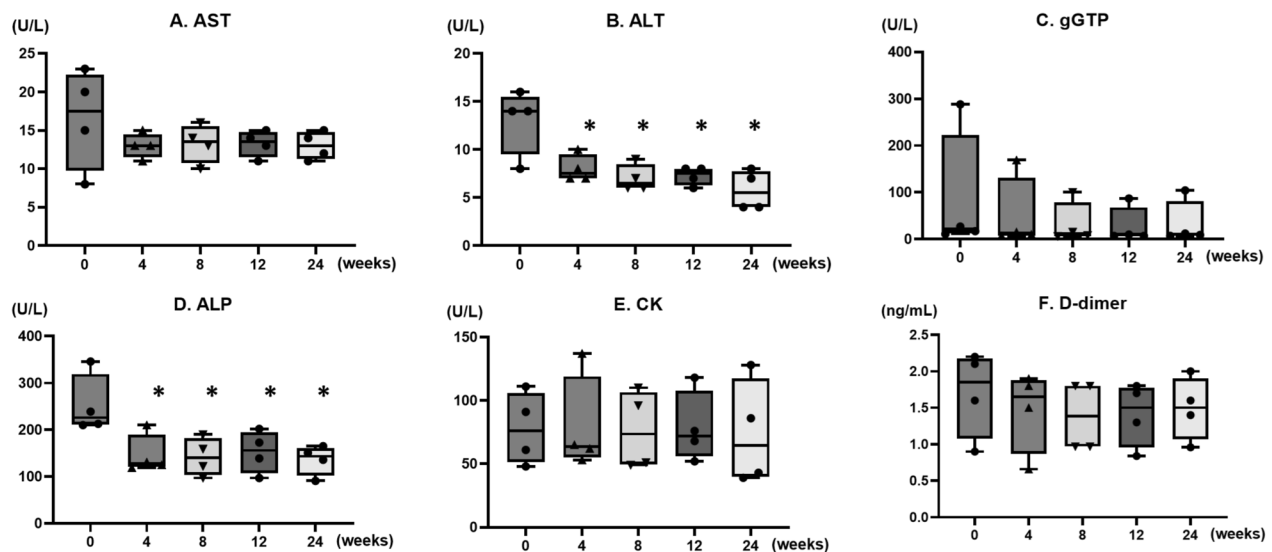 A. AST
(U/L)
25
20
15
10
5
0
0 4 8 12 24 (weeks)
B. ALT
(U/L)
20
15
10
5
0
* * * *
0 4 8 12 24 (weeks)
C. gGTP
(U/L)
400
300
200
100
0
0 4 8 12 24 (weeks)
D. ALP
(U/L)
400
300
200
100
0
* * * *
0 4 8 12 24 (weeks)
E. CK
(U/L)
150
100
50
0
0 4 8 12 24 (weeks)
F. D-dimer
(ng/mL)
2.5
2.0
1.5
1.0
0.5
0.0
0 4 8 12 24 (weeks)